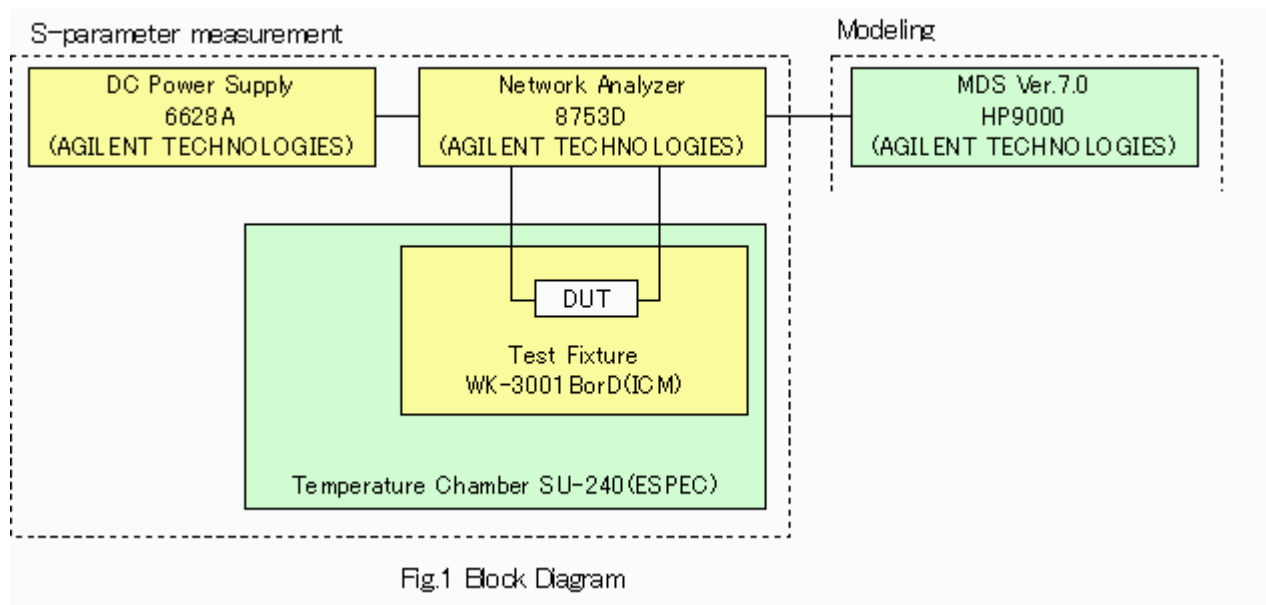 S-parameter measurement
Modeling
DC Power Supply
6628A
(AGILENT TECHNOLOGIES)
Network Analyzer
8753D
(AGILENT TECHNOLOGIES)
MDS Ver.7.0
HP9000
(AGILENT TECHNOLOGIES)
DUT
Test Fixture
WK-3001BorD(ICM)
Temperature Chamber SU-240(ESPEC)
Fig.1 Block Diagram